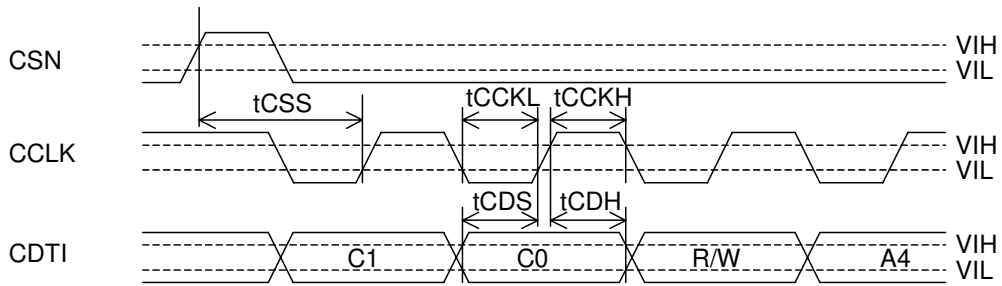 CSN
VIH
VIL
tCSS
tCCKL
tCCKH
CCLK
VIH
VIL
tCDS
tCDH
CDTI
C1
C0
R/W
A4
VIH
VIL